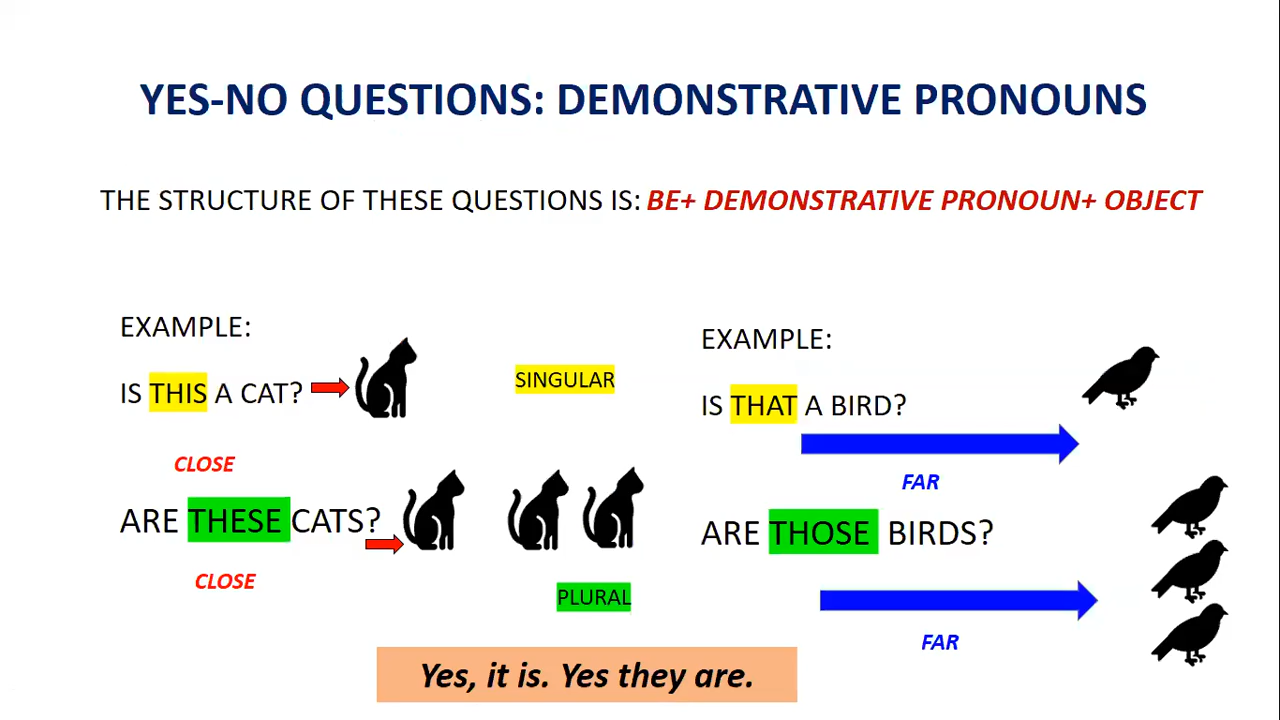 YES-NO QUESTIONS: DEMONSTRATIVE PRONOUNS
THE STRUCTURE OF THESE QUESTIONS IS: BE+ DEMONSTRATIVE PRONOUN+ OBJECT
EXAMPLE:
IS THIS A CAT?
SINGULAR
CLOSE
ARE THESE CATS?
CLOSE
PLURAL
EXAMPLE:
IS THAT A BIRD?
FAR
ARE THOSE BIRDS?
FAR
Yes, it is. Yes they are.